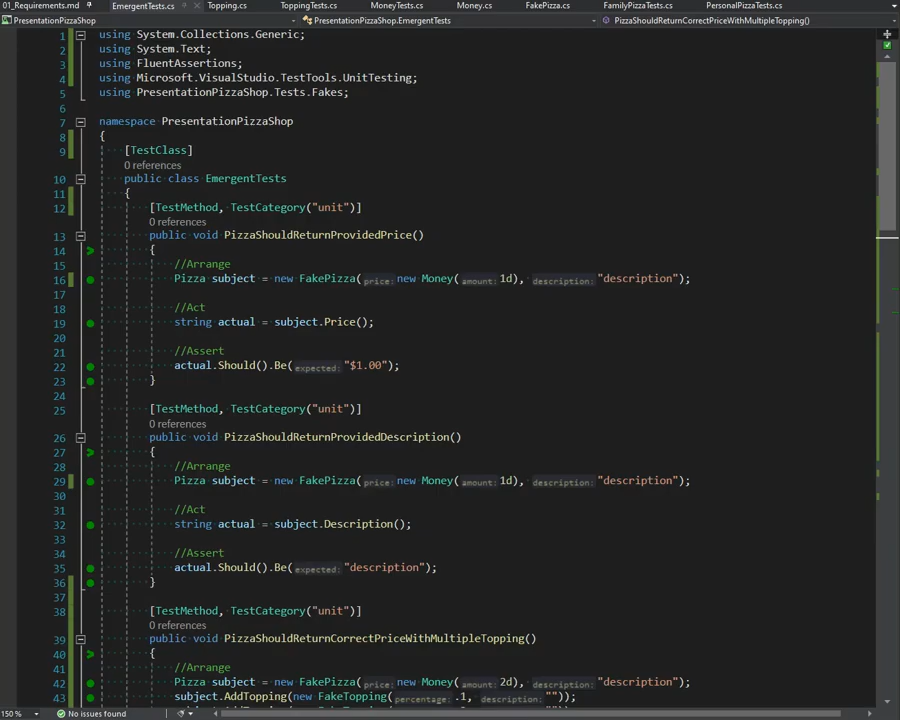 01_Requirements.md EmergentTests.cs Topping.cs ToppingTests.cs MoneyTests.cs Money.cs FakePizza.cs FamilyPizzaTests.cs PersonalPizzaTests.cs
PresentationPizzaShop PresentationPizzaShop.EmergentTests PizzaShouldReturnCorrectPriceWithMultipleTopping()
1 using System.Collections.Generic;
2 using System.Text;
3 using FluentAssertions;
4 using Microsoft.VisualStudio.TestTools.UnitTesting;
5 using PresentationPizzaShop.Tests.Fakes;
6
7 namespace PresentationPizzaShop
8 {
9 [TestClass]
0 references
10 public class EmergentTests
11 {
12 [TestMethod, TestCategory("unit")]
0 references
13 public void PizzaShouldReturnProvidedPrice()
14 {
15 //Arrange
16 Pizza subject = new FakePizza(price: new Money(amount: 1d), description: "description");
17
18 //Act
19 string actual = subject.Price();
20
21 //Assert
22 actual.Should().Be(expected: "$1.00");
23 }
24
25 [TestMethod, TestCategory("unit")]
0 references
26 public void PizzaShouldReturnProvidedDescription()
27 {
28 //Arrange
29 Pizza subject = new FakePizza(price: new Money(amount: 1d), description: "description");
30
31 //Act
32 string actual = subject.Description();
33
34 //Assert
35 actual.Should().Be(expected: "description");
36 }
37
38 [TestMethod, TestCategory("unit")]
0 references
39 public void PizzaShouldReturnCorrectPriceWithMultipleTopping()
40 {
41 //Arrange
42 Pizza subject = new FakePizza(price: new Money(amount: 2d), description: "description");
43 subject.AddTopping(new FakeTopping(percentage: .1, description: ""));
150 % No issues found